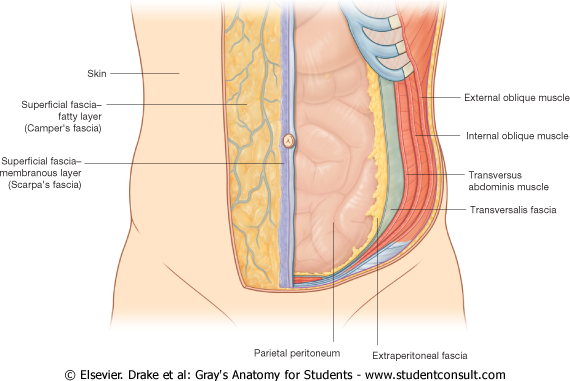 Skin
Superficial fascia–
fatty layer
(Camper's fascia)
Superficial fascia–
membranous layer
(Scarpa's fascia)
External oblique muscle
Internal oblique muscle
Transversus
abdominis muscle
Transversalis fascia
Parietal peritoneum
Extraperitoneal fascia
© Elsevier. Drake et al: Gray's Anatomy for Students - www.studentconsult.com